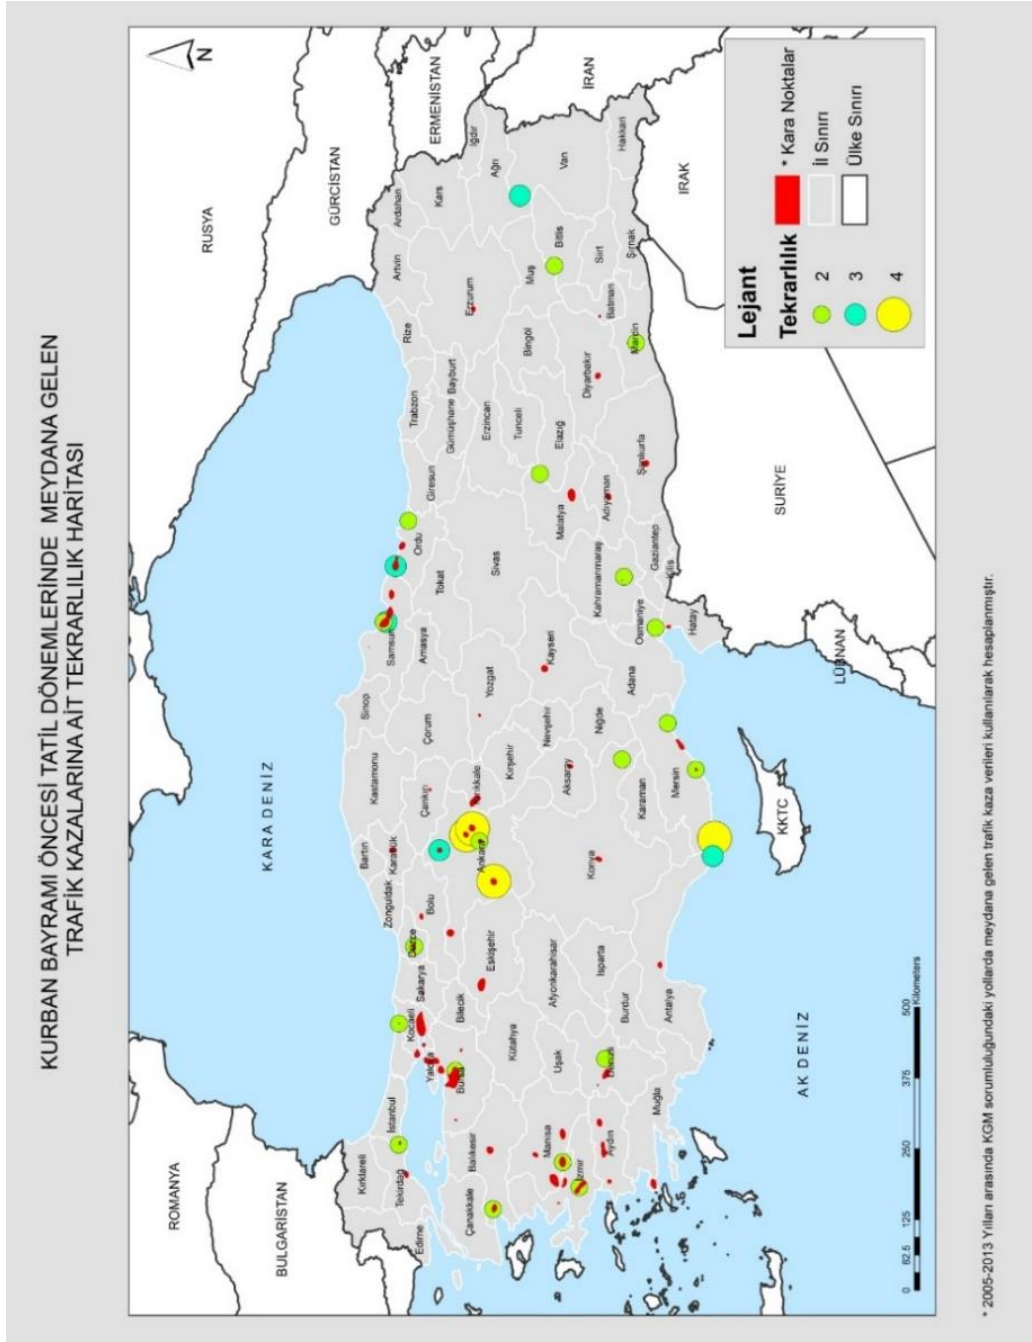 KURBAN BAYRAMI ÖNCESİ TATİL DÖNEMLERİNDE MEYDANA GELEN
TRAFİK KAZALARINA AİT TEKRARLILIK HARİTASI
N
ROMANYA
BULGARİSTAN
RUSYA
GÜRCİSTAN
ERMENİSTAN
İRAN
IRAK
SURİYE
LÜBNAN
KKTC
KARADENİZ
AKDENİZ
Kırklareli
Edirne
Tekirdağ
İstanbul
Çanakkale
Balıkesir
Yalova
Bursa
Kocaeli
Sakarya
Bilecik
Düzce
Bolu
Zonguldak
Bartın
Karabük
Kastamonu
Sinop
Çankırı
Çorum
Samsun
Amasya
Tokat
Ordu
Giresun
Trabzon
Gümüşhane
Bayburt
Rize
Artvin
Ardahan
Kars
Iğdır
Ağrı
Erzurum
Erzincan
Tunceli
Bingöl
Muş
Bitlis
Van
Hakkari
Şırnak
Siirt
Batman
Mardin
Diyarbakır
Elazığ
Malatya
Adıyaman
Şanlıurfa
Gaziantep
Kilis
Kahramanmaraş
Osmaniye
Hatay
Adana
Sivas
Kayseri
Yozgat
Nevşehir
Niğde
Kırşehir
Kırıkkale
Ankara
Aksaray
Konya
Karaman
Mersin
Eskişehir
Kütahya
Afyonkarahisar
Isparta
Burdur
Antalya
Uşak
Denizli
Muğla
Manisa
İzmir
Aydın
Lejant
Tekrarlılık
2
3
4
* Kara Noktalar
İl Sınırı
Ülke Sınırı
0 62.5 125 250 375 500
Kilometers
* 2005-2013 Yılları arasında KGM sorumluluğundaki yollarda meydana gelen trafik kaza verileri kullanılarak hesaplanmıştır.